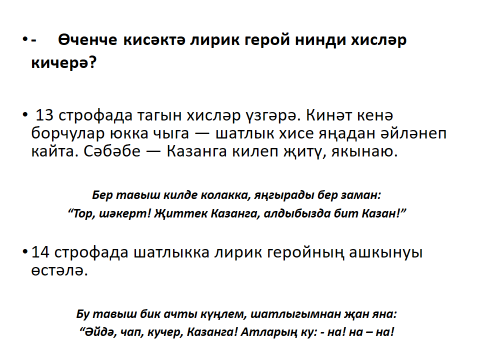 • - Өченче кисәктә лирик герой нинди хисләр
кичерә?
• 13 строфада тагын хисләр үзгәрә. Кинәт кенә
борчулар юкка чыга — шатлык хисе яңадан әйләнеп
кайта. Сәбәбе — Казанга килеп җитү, якынаю.
Бер тавыш килде колакка, яңгырады бер заман:
“Тор, шәкерт! Җиттек Казанга, алдыбызда бит Казан!”
• 14 строфада шатлыкка лирик геройның ашкынуы
өстәлә.
Бу тавыш бик ачты күңлем, шатлыгымнан җан яна:
“Әйдә, чап, кучер, Казанга! Атларың ку: - на! на – на!